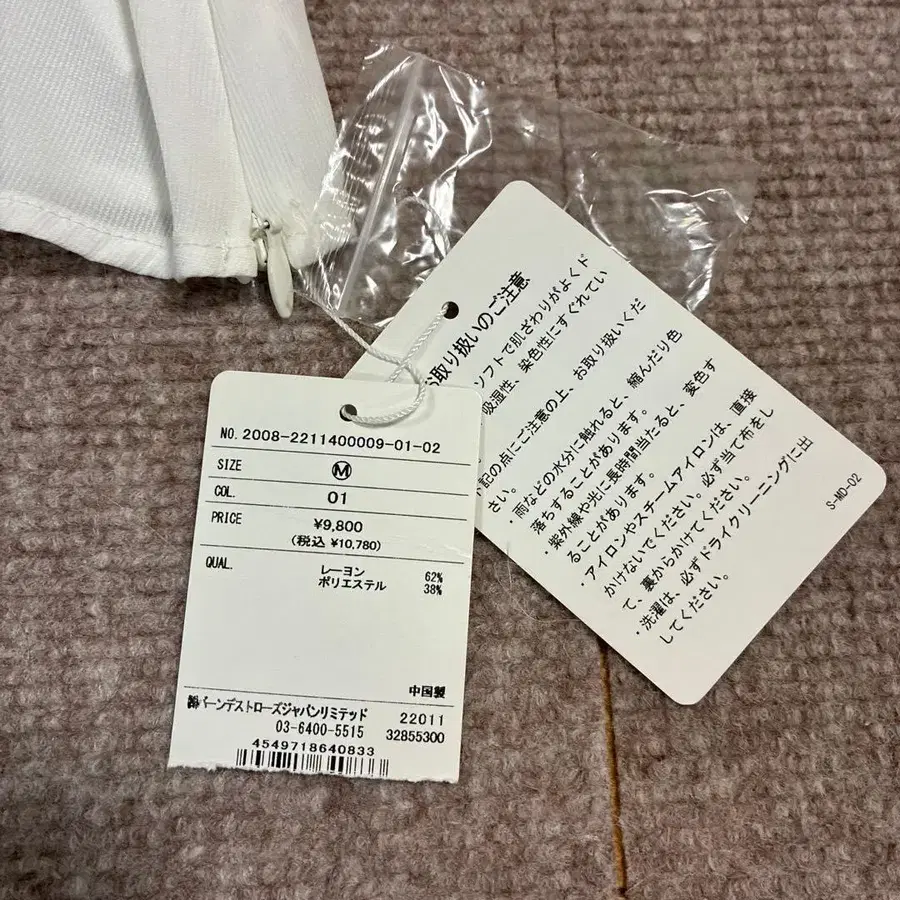 NO. 2008-2211400009-01-02
SIZE M
COL. 01
PRICE ¥9,800
(税込 ¥10,780)
QUAL. レーヨン 62%
ポリエステル 38%
中国製
㈱バーンデストローズジャパンリミテッド 22011
03-6400-5515 32855300
4549718640833
お取り扱いのご注意
ソフトで肌ざわりがよくド
吸湿性、染色性にすぐれてい
記の点にご注意の上、お取り扱いくだ
さい。
・雨などの水分に触れると、縮んだり色
落ちすることがあります。
・紫外線や光に長時間当たると、変色す
ることがあります。
・アイロンやスチームアイロンは、直接
かけないでください。必ず当て布をし
て、裏からかけてください。
・洗濯は、必ずドライクリーニングに出
してください。
S-MO-02